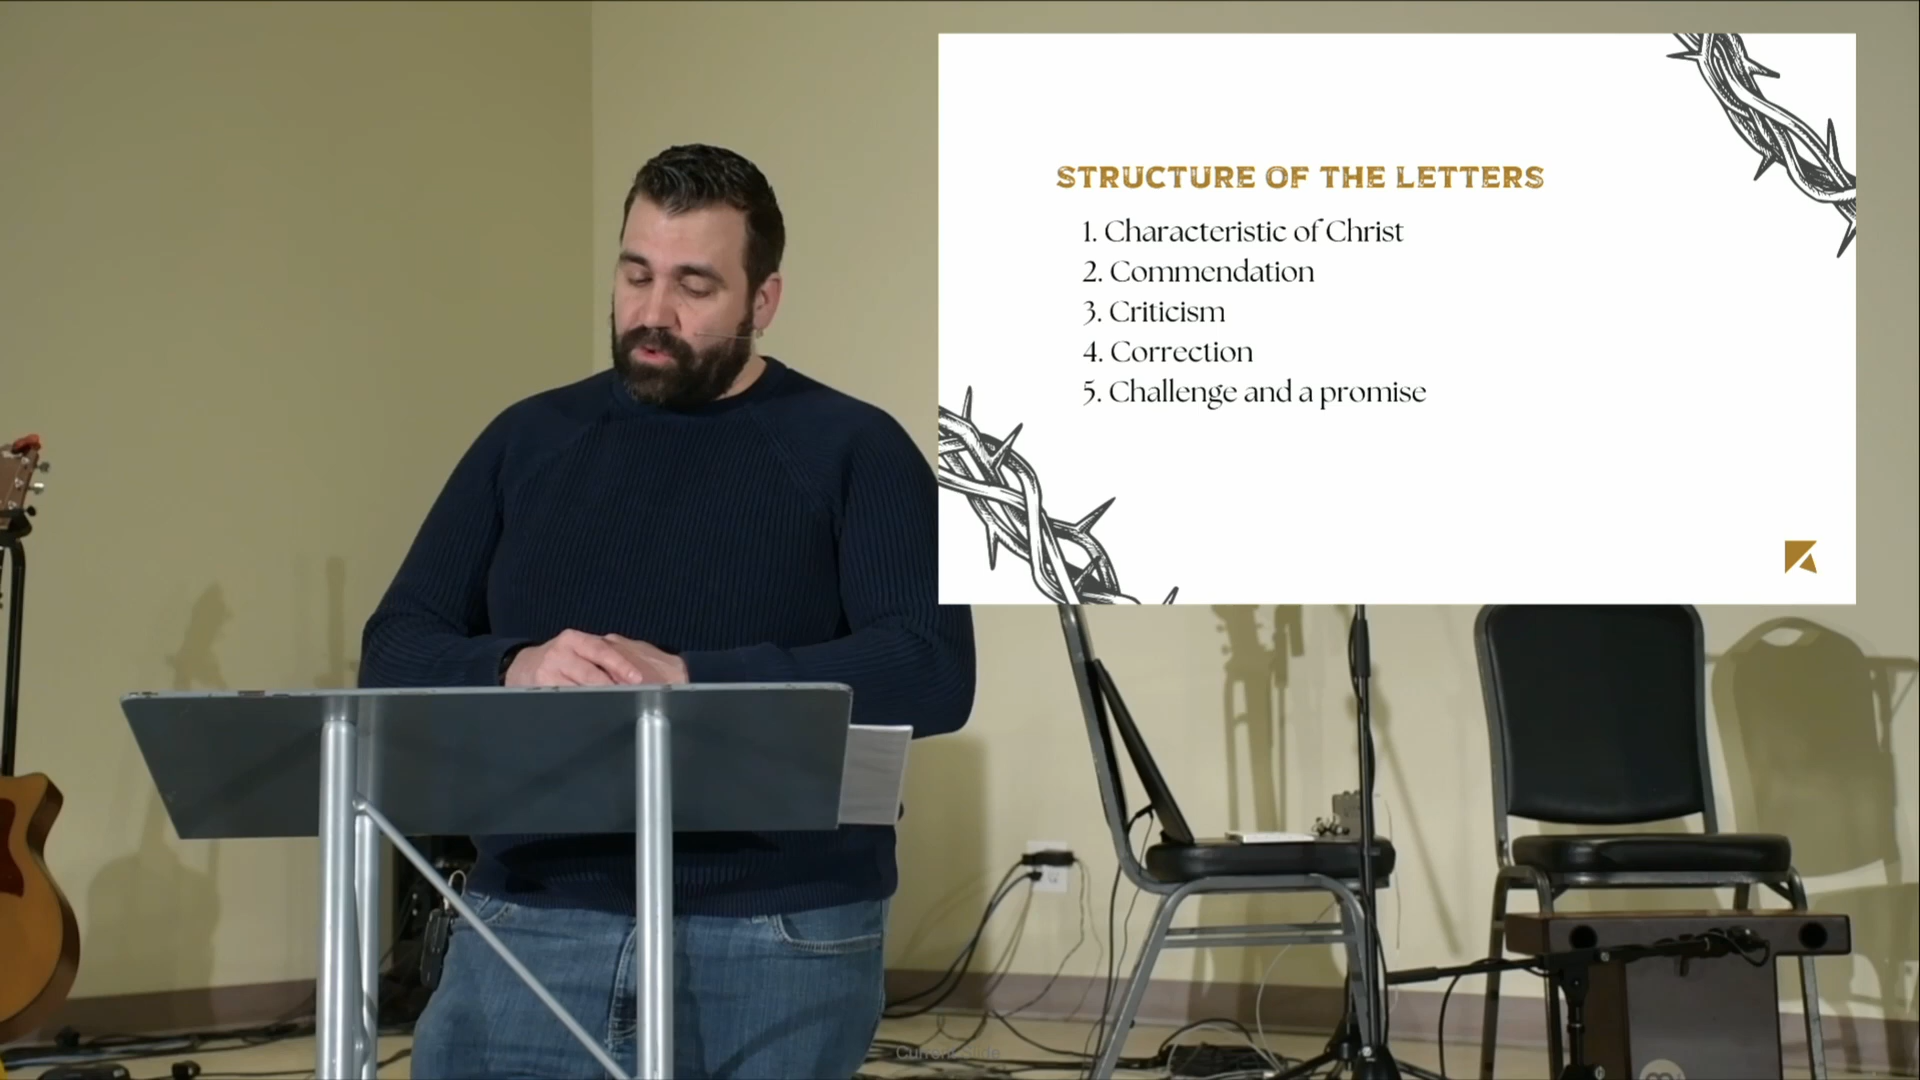 STRUCTURE OF THE LETTERS
1. Characteristic of Christ
2. Commendation
3. Criticism
4. Correction
5. Challenge and a promise